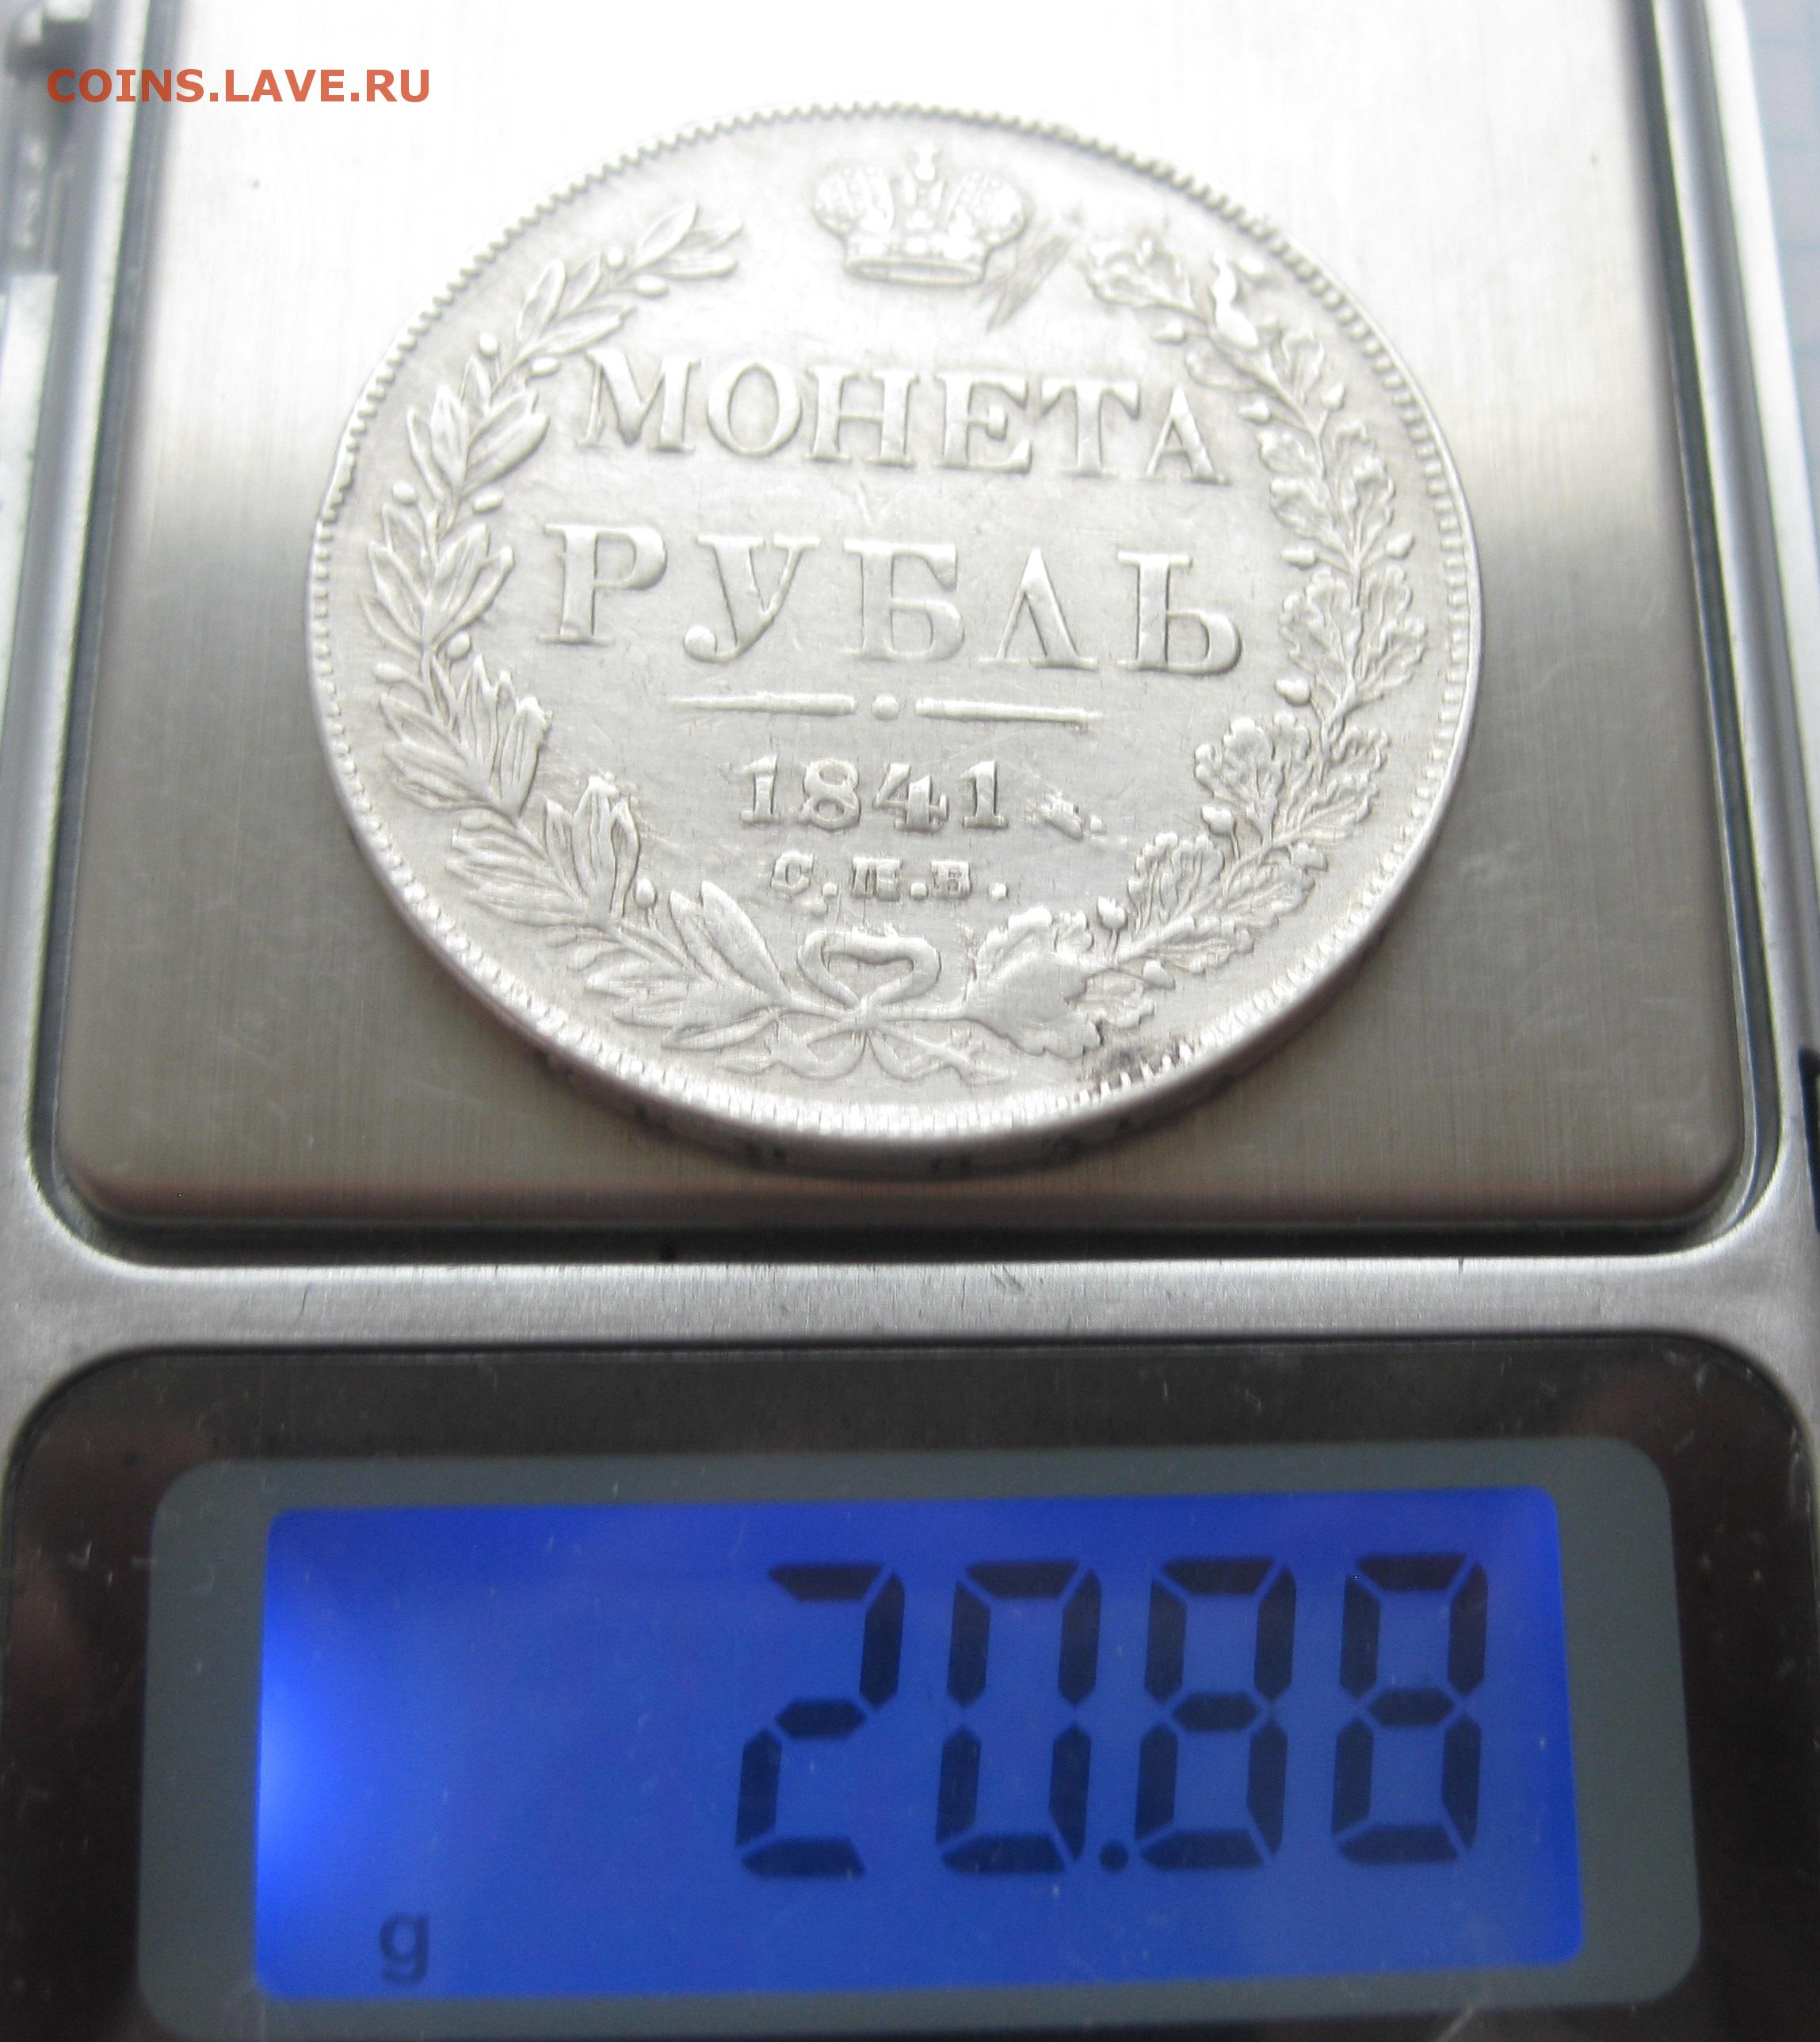 COINS.LAVE.RU
МОНЕТА
РУБЛЬ
1841
С.П.Б.
20.88
g